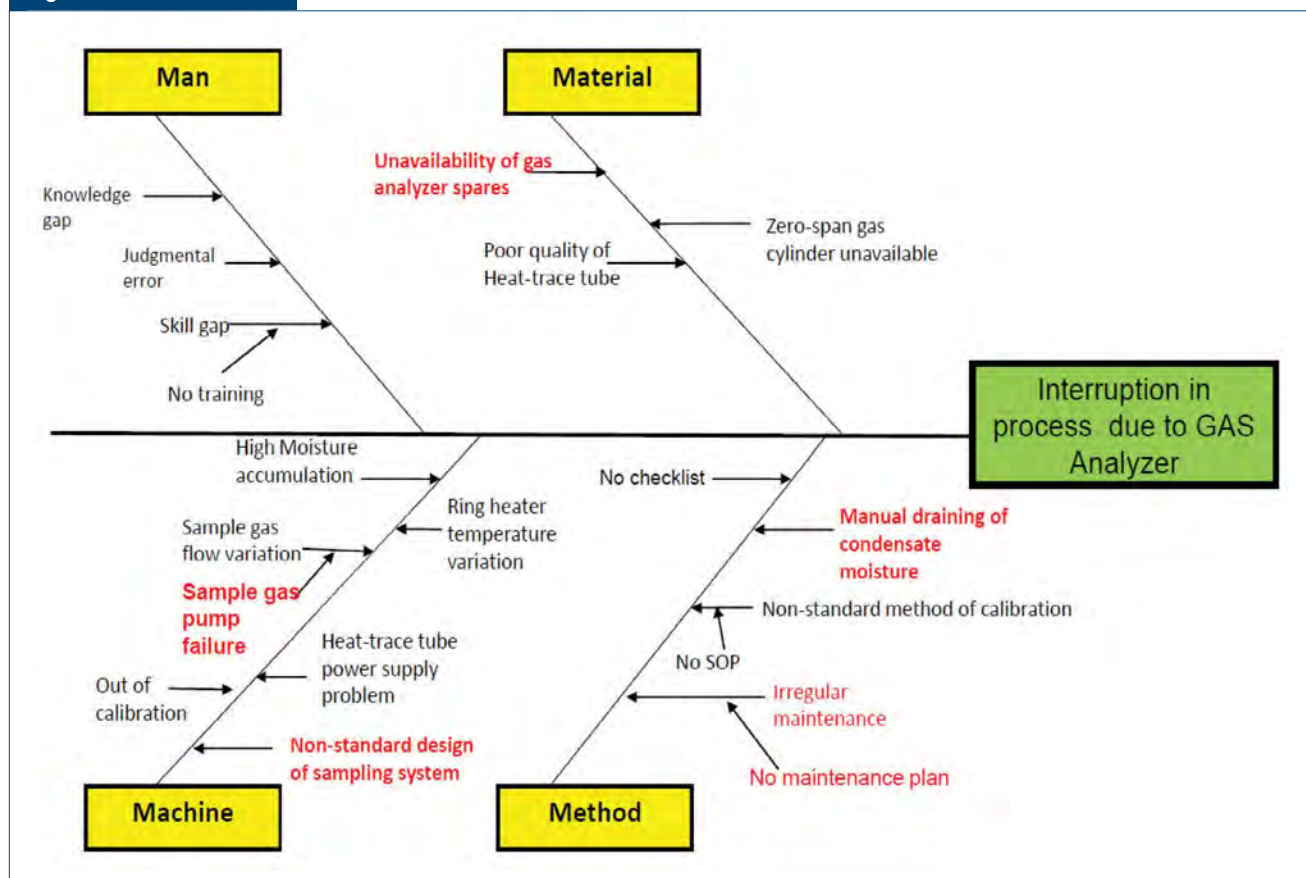 Man
Material
Unavailability of gas
analyzer spares
Knowledge
gap
Zero-span gas
cylinder unavailable
Poor quality of
Heat-trace tube
Judgmental
error
Skill gap
No training
Interruption in
process due to GAS
Analyzer
High Moisture
accumulation
No checklist
Ring heater
temperature
variation
Manual draining of
condensate
moisture
Sample gas
flow variation
Sample gas
pump
failure
Non-standard method of calibration
No SOP
Heat-trace tube
power supply
problem
Out of
calibration
Irregular
maintenance
Non-standard design
of sampling system
No maintenance plan
Machine
Method